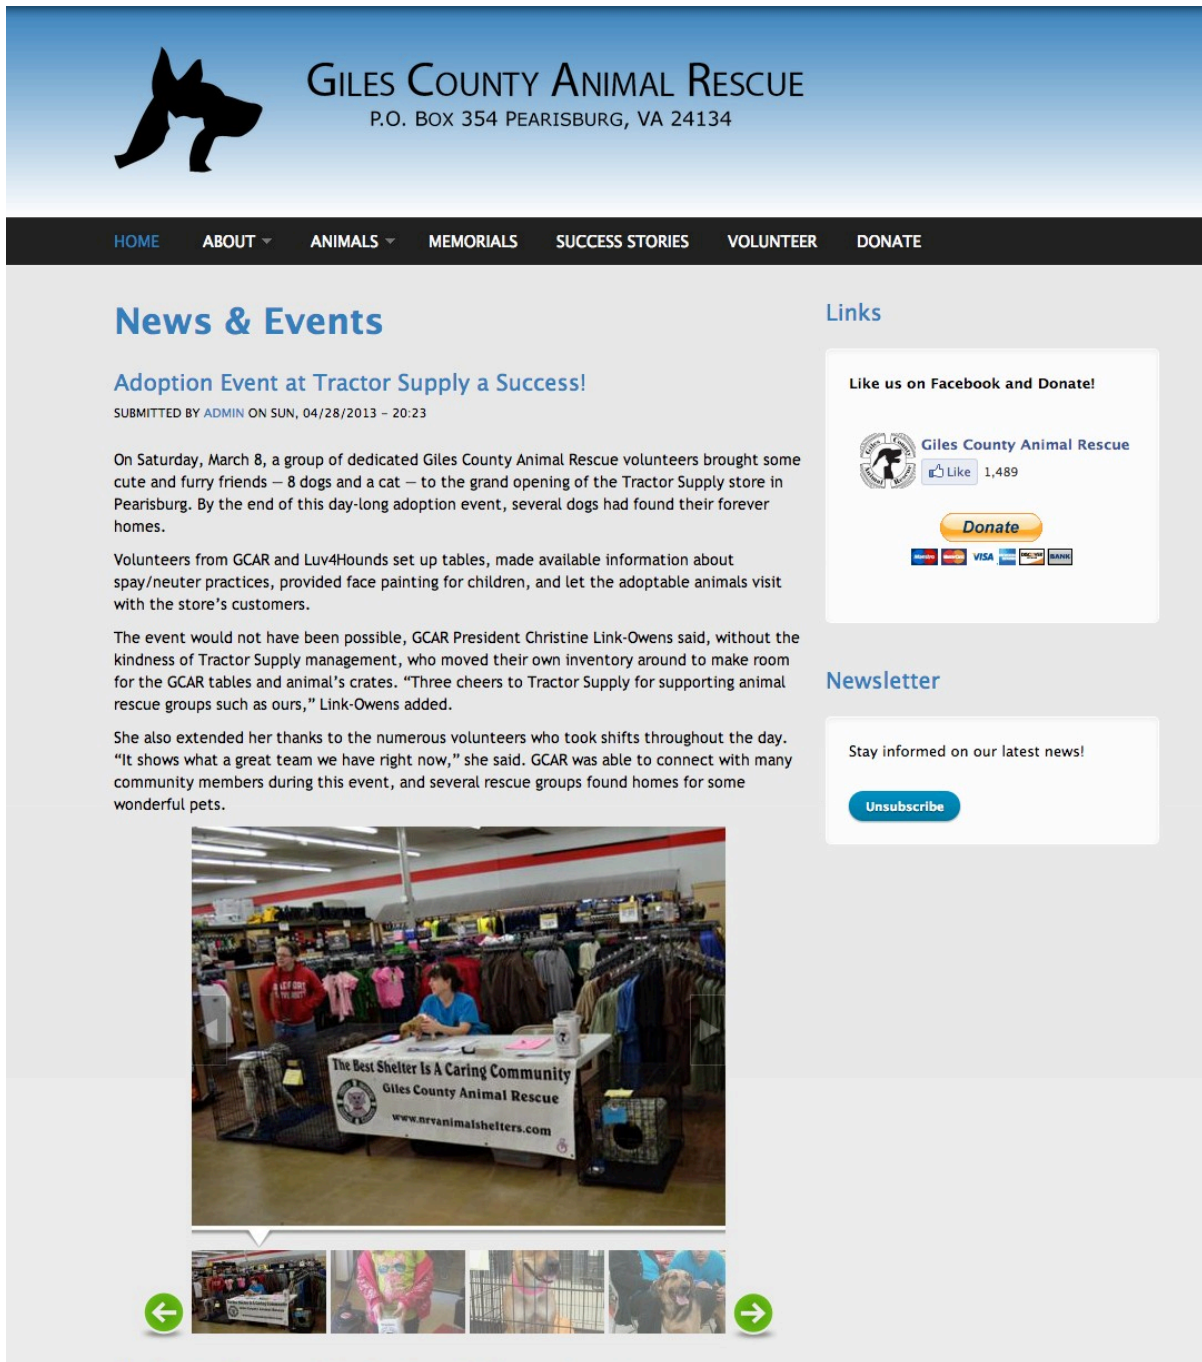 GILES COUNTY ANIMAL RESCUE
P.O. BOX 354 PEARISBURG, VA 24134
HOME ABOUT ANIMALS MEMORIALS SUCCESS STORIES VOLUNTEER DONATE
News & Events
Adoption Event at Tractor Supply a Success!
SUBMITTED BY ADMIN ON SUN, 04/28/2013 – 20:23
On Saturday, March 8, a group of dedicated Giles County Animal Rescue volunteers brought some
cute and furry friends — 8 dogs and a cat — to the grand opening of the Tractor Supply store in
Pearisburg. By the end of this day-long adoption event, several dogs had found their forever
homes.
Volunteers from GCAR and Luv4Hounds set up tables, made available information about
spay/neuter practices, provided face painting for children, and let the adoptable animals visit
with the store’s customers.
The event would not have been possible, GCAR President Christine Link-Owens said, without the
kindness of Tractor Supply management, who moved their own inventory around to make room
for the GCAR tables and animal’s crates. “Three cheers to Tractor Supply for supporting animal
rescue groups such as ours,” Link-Owens added.
She also extended her thanks to the numerous volunteers who took shifts throughout the day.
“It shows what a great team we have right now,” she said. GCAR was able to connect with many
community members during this event, and several rescue groups found homes for some
wonderful pets.
The Best Shelter Is A Caring Community
Giles County Animal Rescue
www.nrvanimalshelters.com
Links
Like us on Facebook and Donate!
Giles County Animal Rescue
Like 1,489
Donate
VISA
BANK
Newsletter
Stay informed on our latest news!
Unsubscribe